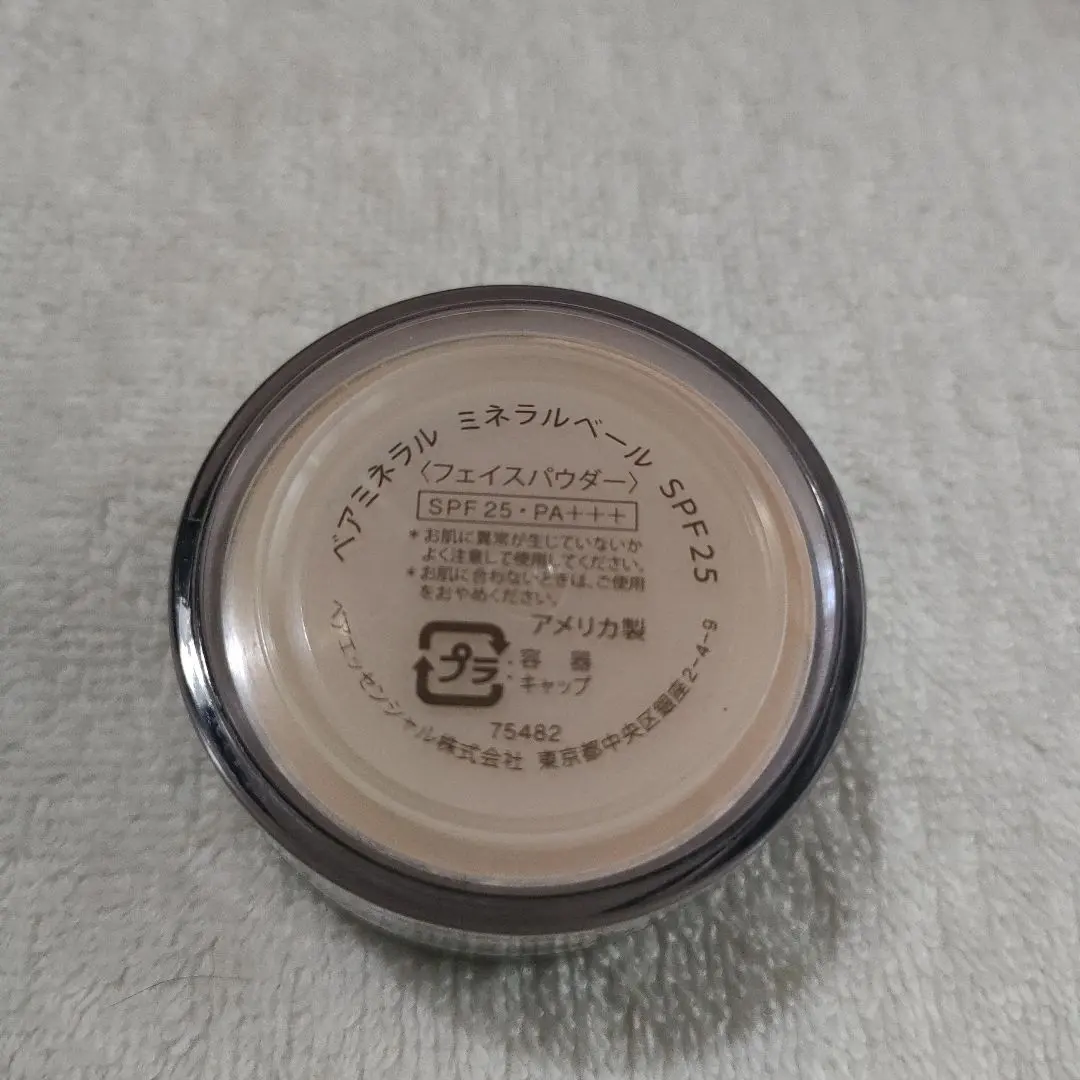 ベアミネラル ミネラルベール SPF25
〈フェイスパウダー〉
SPF25・PA+++
*お肌に異常が生じていないか
よく注意して使用してください。
*お肌に合わないときは、ご使用
をおやめください。
アメリカ製
プラ
・容 器
・キャップ
75482
ベアエッセンシャル株式会社 東京都中央区銀座2-4-9